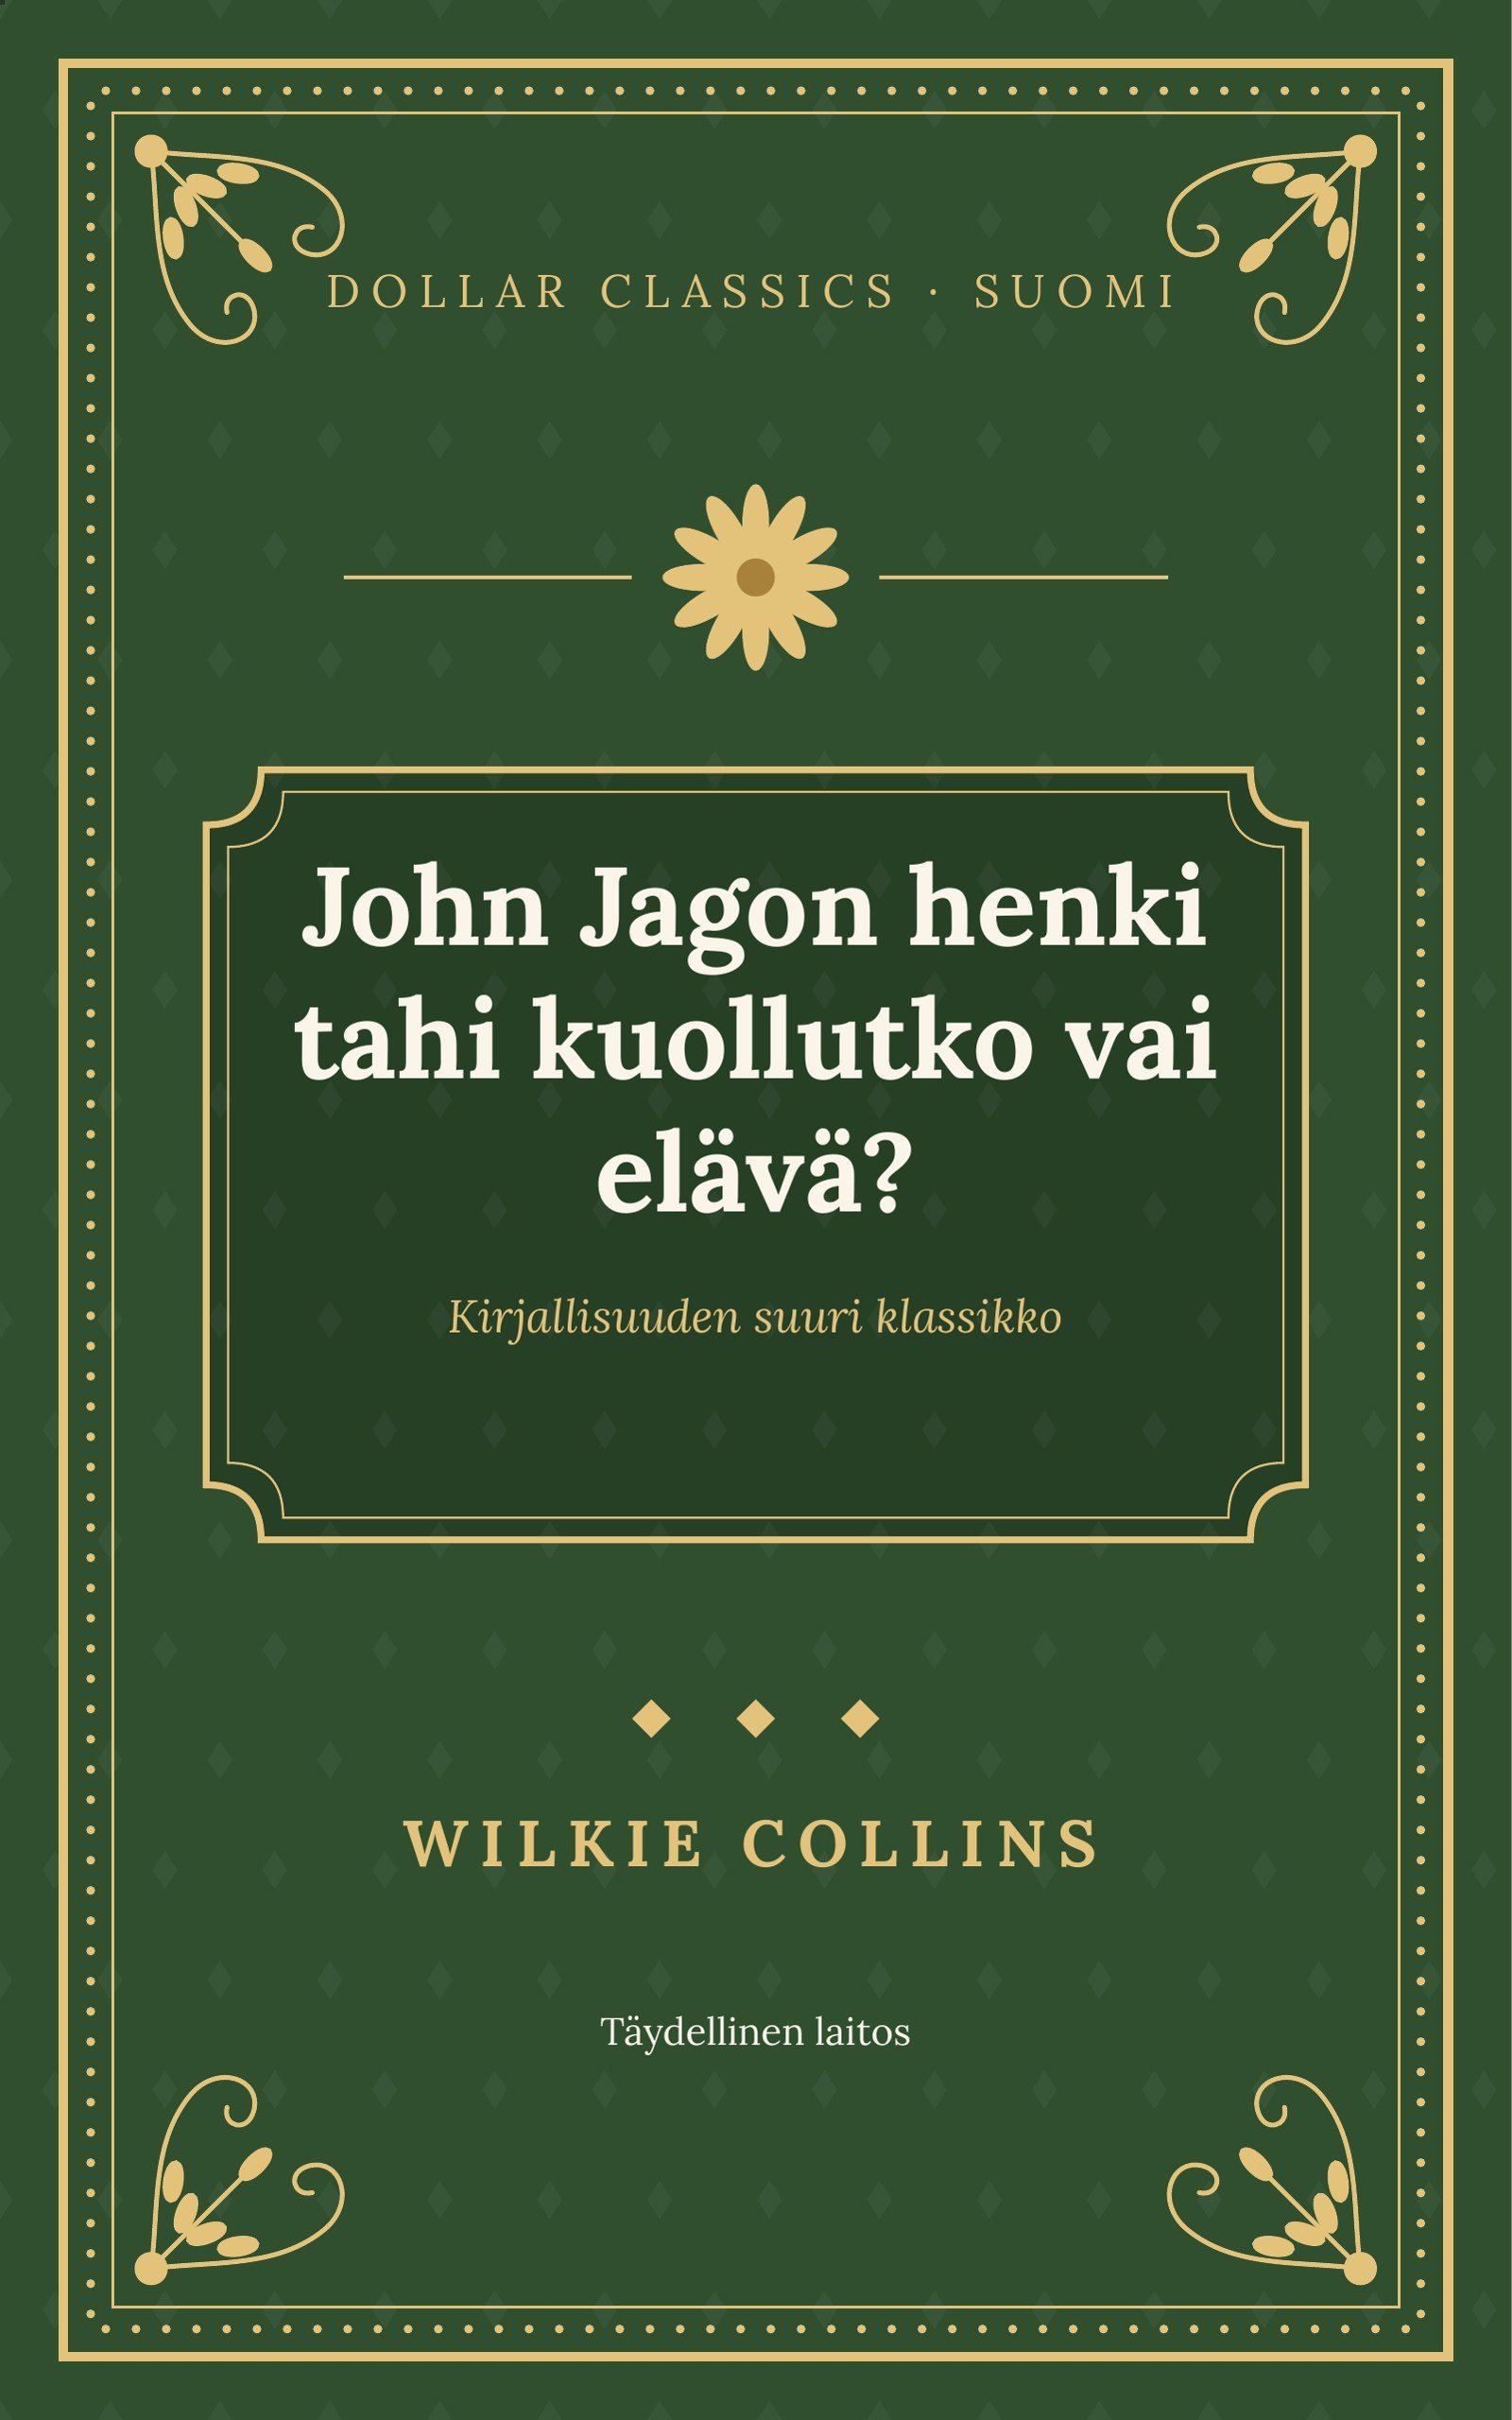 DOLLAR CLASSICS · SUOMI
John Jagon henki
tahi kuollutko vai
elävä?
Kirjallisuuden suuri klassikko
WILKIE COLLINS
Täydellinen laitos